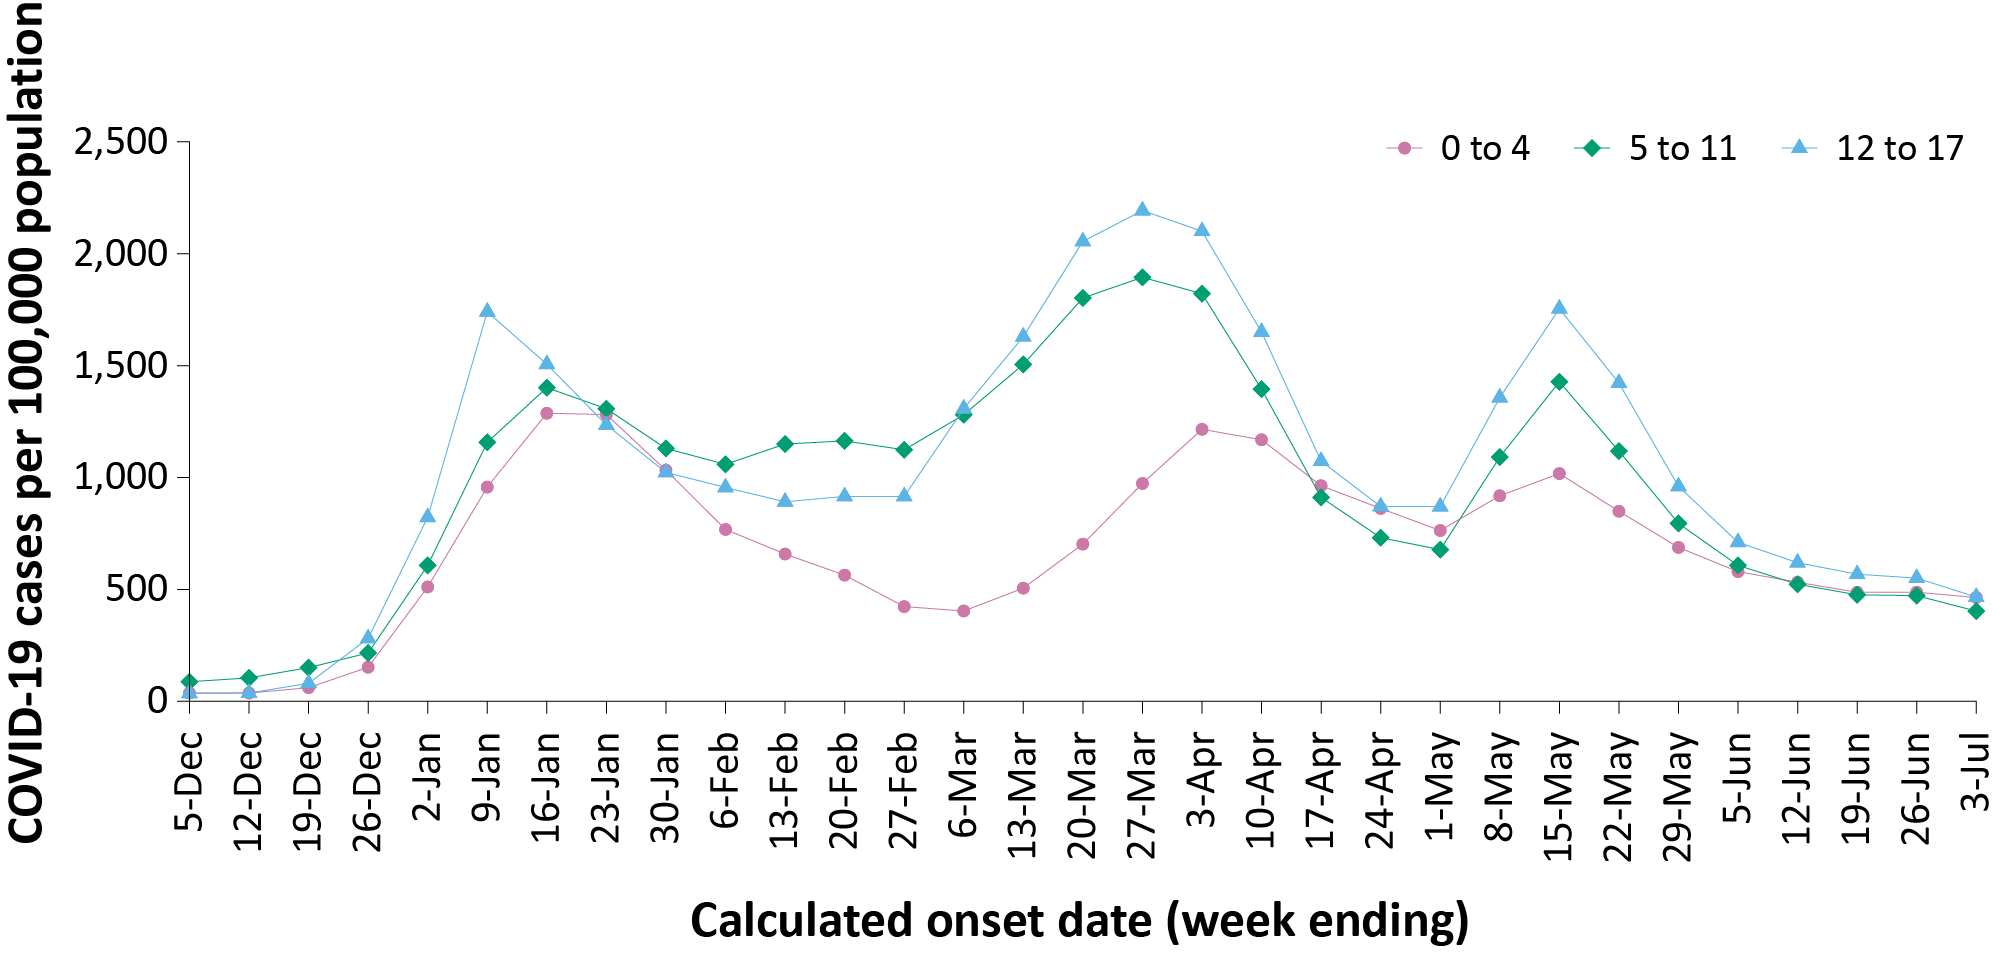 COVID-19 cases per 100,000 population
2,500
2,000
1,500
1,000
500
0
0 to 4
5 to 11
12 to 17
5-Dec
12-Dec
19-Dec
26-Dec
2-Jan
9-Jan
16-Jan
23-Jan
30-Jan
6-Feb
13-Feb
20-Feb
27-Feb
6-Mar
13-Mar
20-Mar
27-Mar
3-Apr
10-Apr
17-Apr
24-Apr
1-May
8-May
15-May
22-May
29-May
5-Jun
12-Jun
19-Jun
26-Jun
3-Jul
Calculated onset date (week ending)